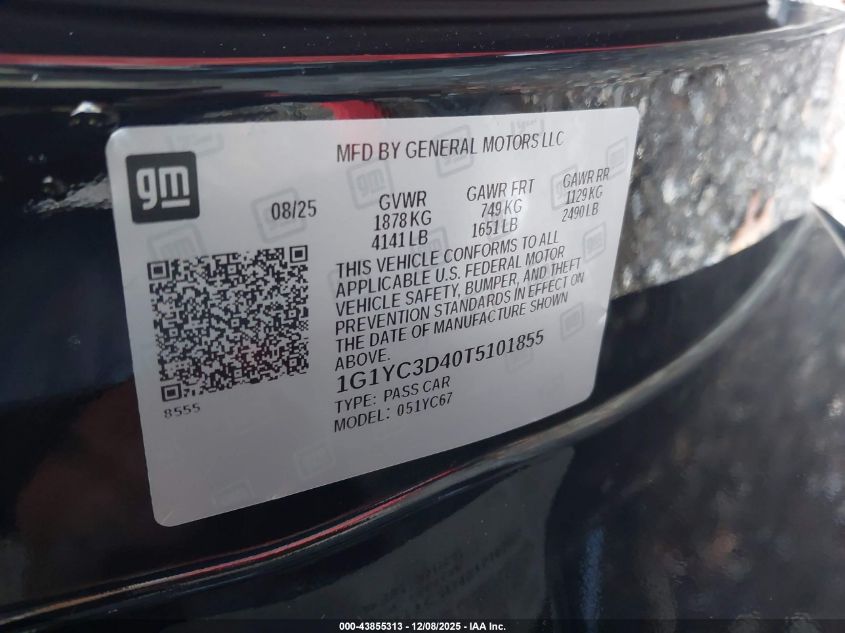 MFD BY GENERAL MOTORS LLC
gm
08/25
GVWR
1878 KG
4141 LB
GAWR FRT
749 KG
1651 LB
GAWR RR
1129 KG
2490 LB
THIS VEHICLE CONFORMS TO ALL
APPLICABLE U.S. FEDERAL MOTOR
VEHICLE SAFETY, BUMPER, AND THEFT
PREVENTION STANDARDS IN EFFECT ON
THE DATE OF MANUFACTURE SHOWN
ABOVE.
1G1YC3D40T5101855
TYPE: PASS CAR
MODEL: 051YC67
8555
000-43855313 - 12/08/2025 - IAA Inc.